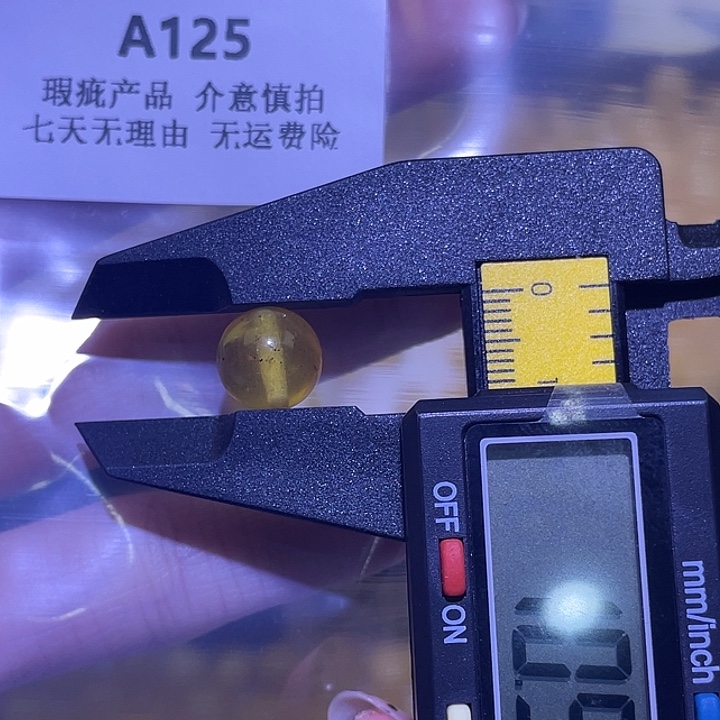 A125
瑕疵产品 介意慎拍
七天无理由 无运费险
0
1
OFF
ON
mm/inch